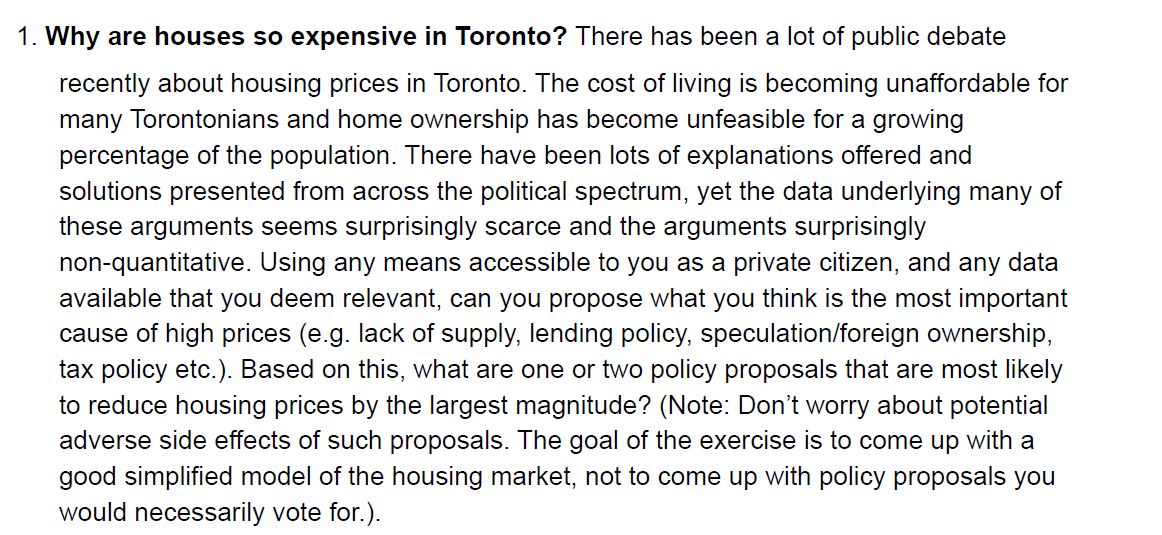 1. Why are houses so expensive in Toronto? There has been a lot of public debate
recently about housing prices in Toronto. The cost of living is becoming unaffordable for
many Torontonians and home ownership has become unfeasible for a growing
percentage of the population. There have been lots of explanations offered and
solutions presented from across the political spectrum, yet the data underlying many of
these arguments seems surprisingly scarce and the arguments surprisingly
non-quantitative. Using any means accessible to you as a private citizen, and any data
available that you deem relevant, can you propose what you think is the most important
cause of high prices (e.g. lack of supply, lending policy, speculation/foreign ownership,
tax policy etc.). Based on this, what are one or two policy proposals that are most likely
to reduce housing prices by the largest magnitude? (Note: Don’t worry about potential
adverse side effects of such proposals. The goal of the exercise is to come up with a
good simplified model of the housing market, not to come up with policy proposals you
would necessarily vote for.).